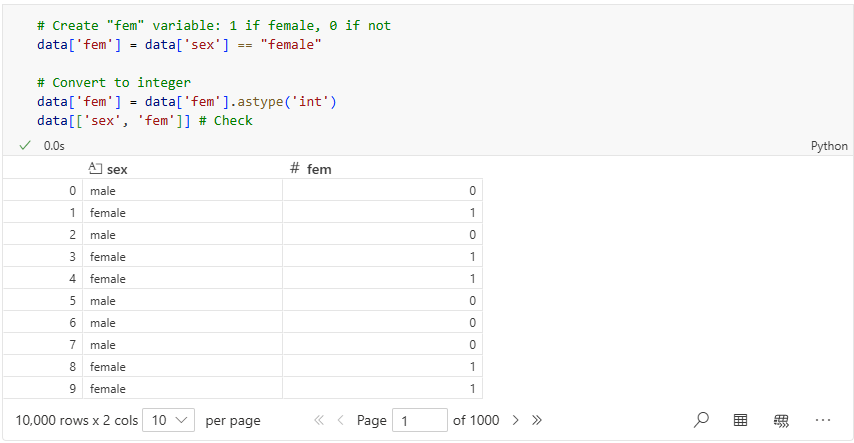 # Create "fem" variable: 1 if female, 0 if not
data['fem'] = data['sex'] == "female"
# Convert to integer
data['fem'] = data['fem'].astype('int')
data[['sex', 'fem']] # Check
0.0s Python
sex # fem
0 male 0
1 female 1
2 male 0
3 female 1
4 female 1
5 male 0
6 male 0
7 male 0
8 female 1
9 female 1
10,000 rows x 2 cols 10 per page Page 1 of 1000